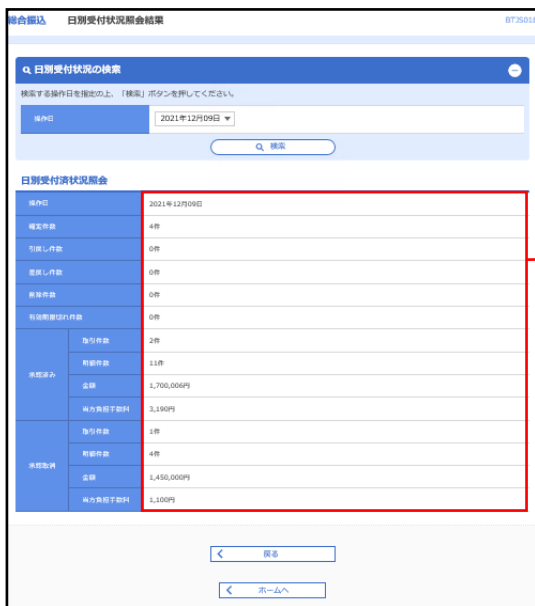 総合振込 日別受付状況照会結果 BTJS018
日別受付状況の検索
検索する操作日を指定の上、「検索」ボタンを押してください。
操作日 2021年12月09日
検索
日別受付済状況照会
操作日 2021年12月09日
確定件数 4件
引戻し件数 0件
差戻し件数 0件
削除件数 0件
有効期限切れ件数 0件
承認済み
取引件数 2件
明細件数 11件
金額 1,700,006円
当方負担手数料 3,190円
承認取消
取引件数 1件
明細件数 4件
金額 1,450,000円
当方負担手数料 1,100円
戻る
ホームへ